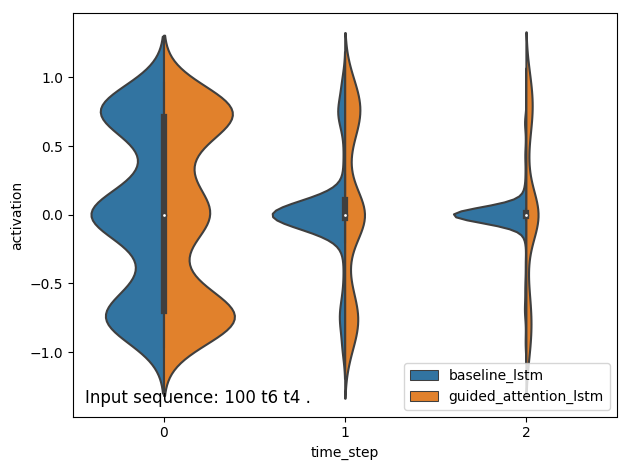 1.0
0.5
0.0
−0.5
−1.0
activation
Input sequence: 100 t6 t4 .
baseline_lstm
guided_attention_lstm
0 1 2
time_step